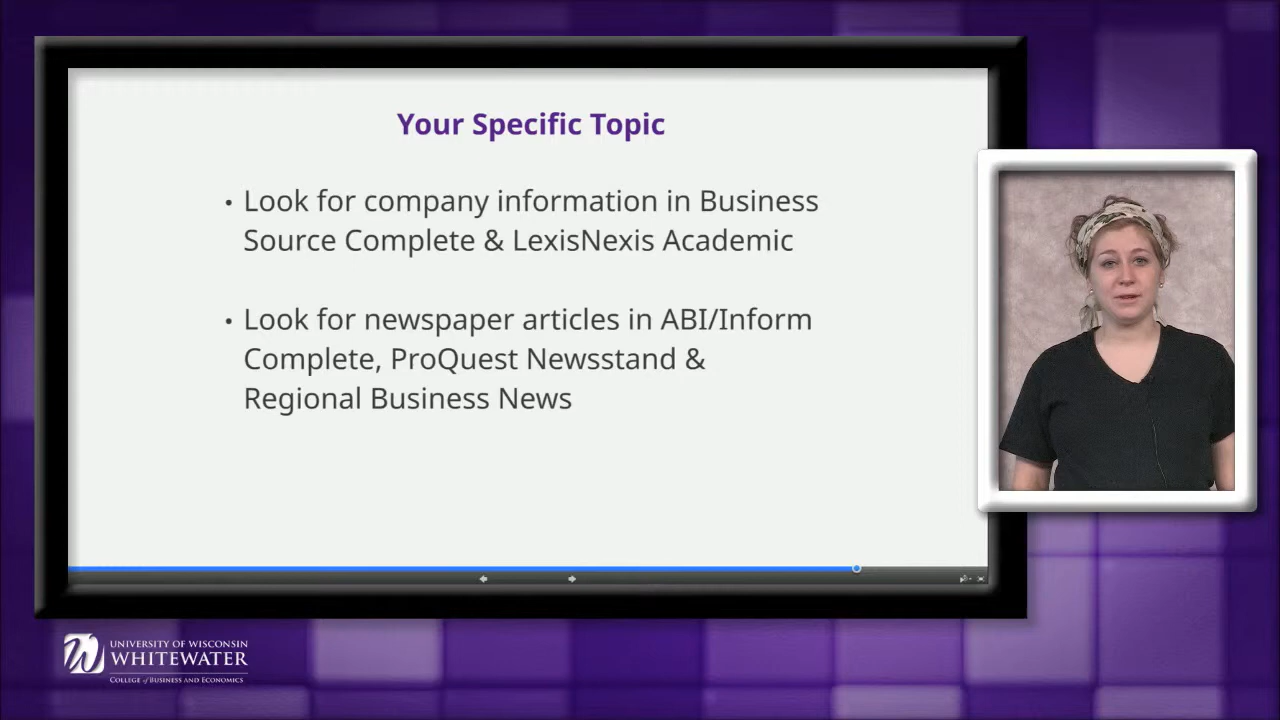 Your Specific Topic
• Look for company information in Business
Source Complete & LexisNexis Academic
• Look for newspaper articles in ABI/Inform
Complete, ProQuest Newsstand &
Regional Business News
UNIVERSITY OF WISCONSIN
WHITEWATER
COLLEGE of BUSINESS AND ECONOMICS